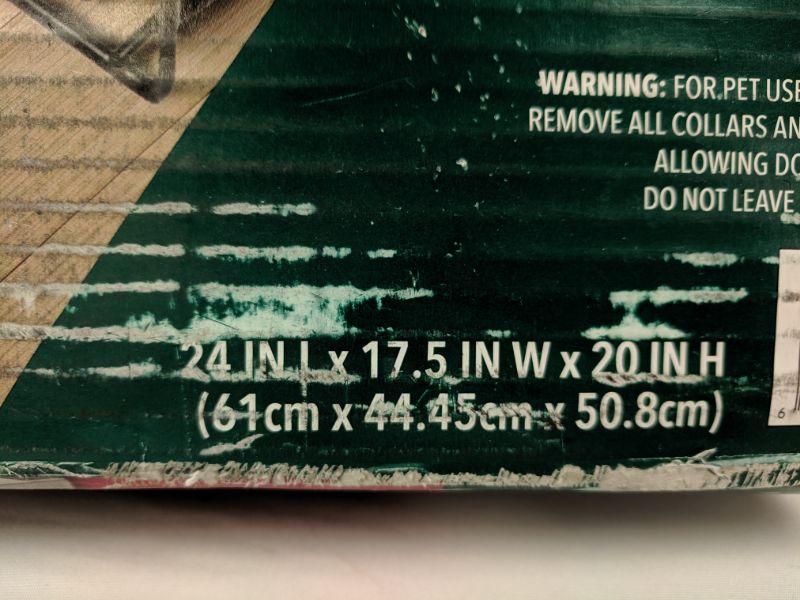 WARNING: FOR PET USE
REMOVE ALL COLLARS AN
ALLOWING DO
DO NOT LEAVE
24 IN L x 17.5 IN W x 20 IN H
(61cm x 44.45cm x 50.8cm)
6